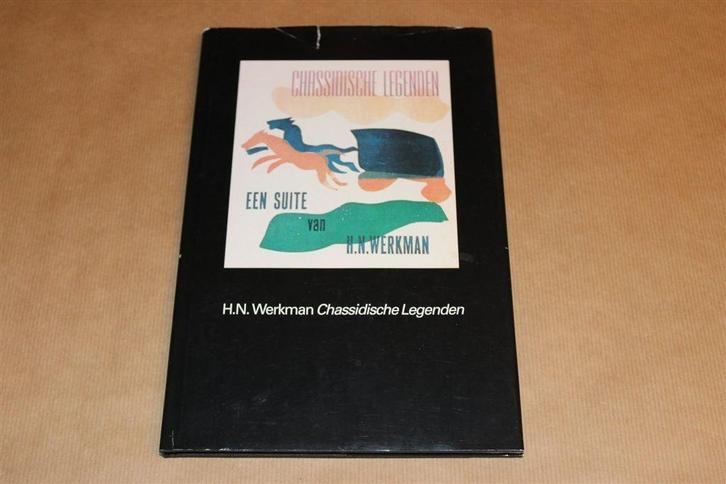 CHASSIDISCHE LEGENDEN
EEN SUITE
van
H.N.WERKMAN
H.N. Werkman Chassidische Legenden